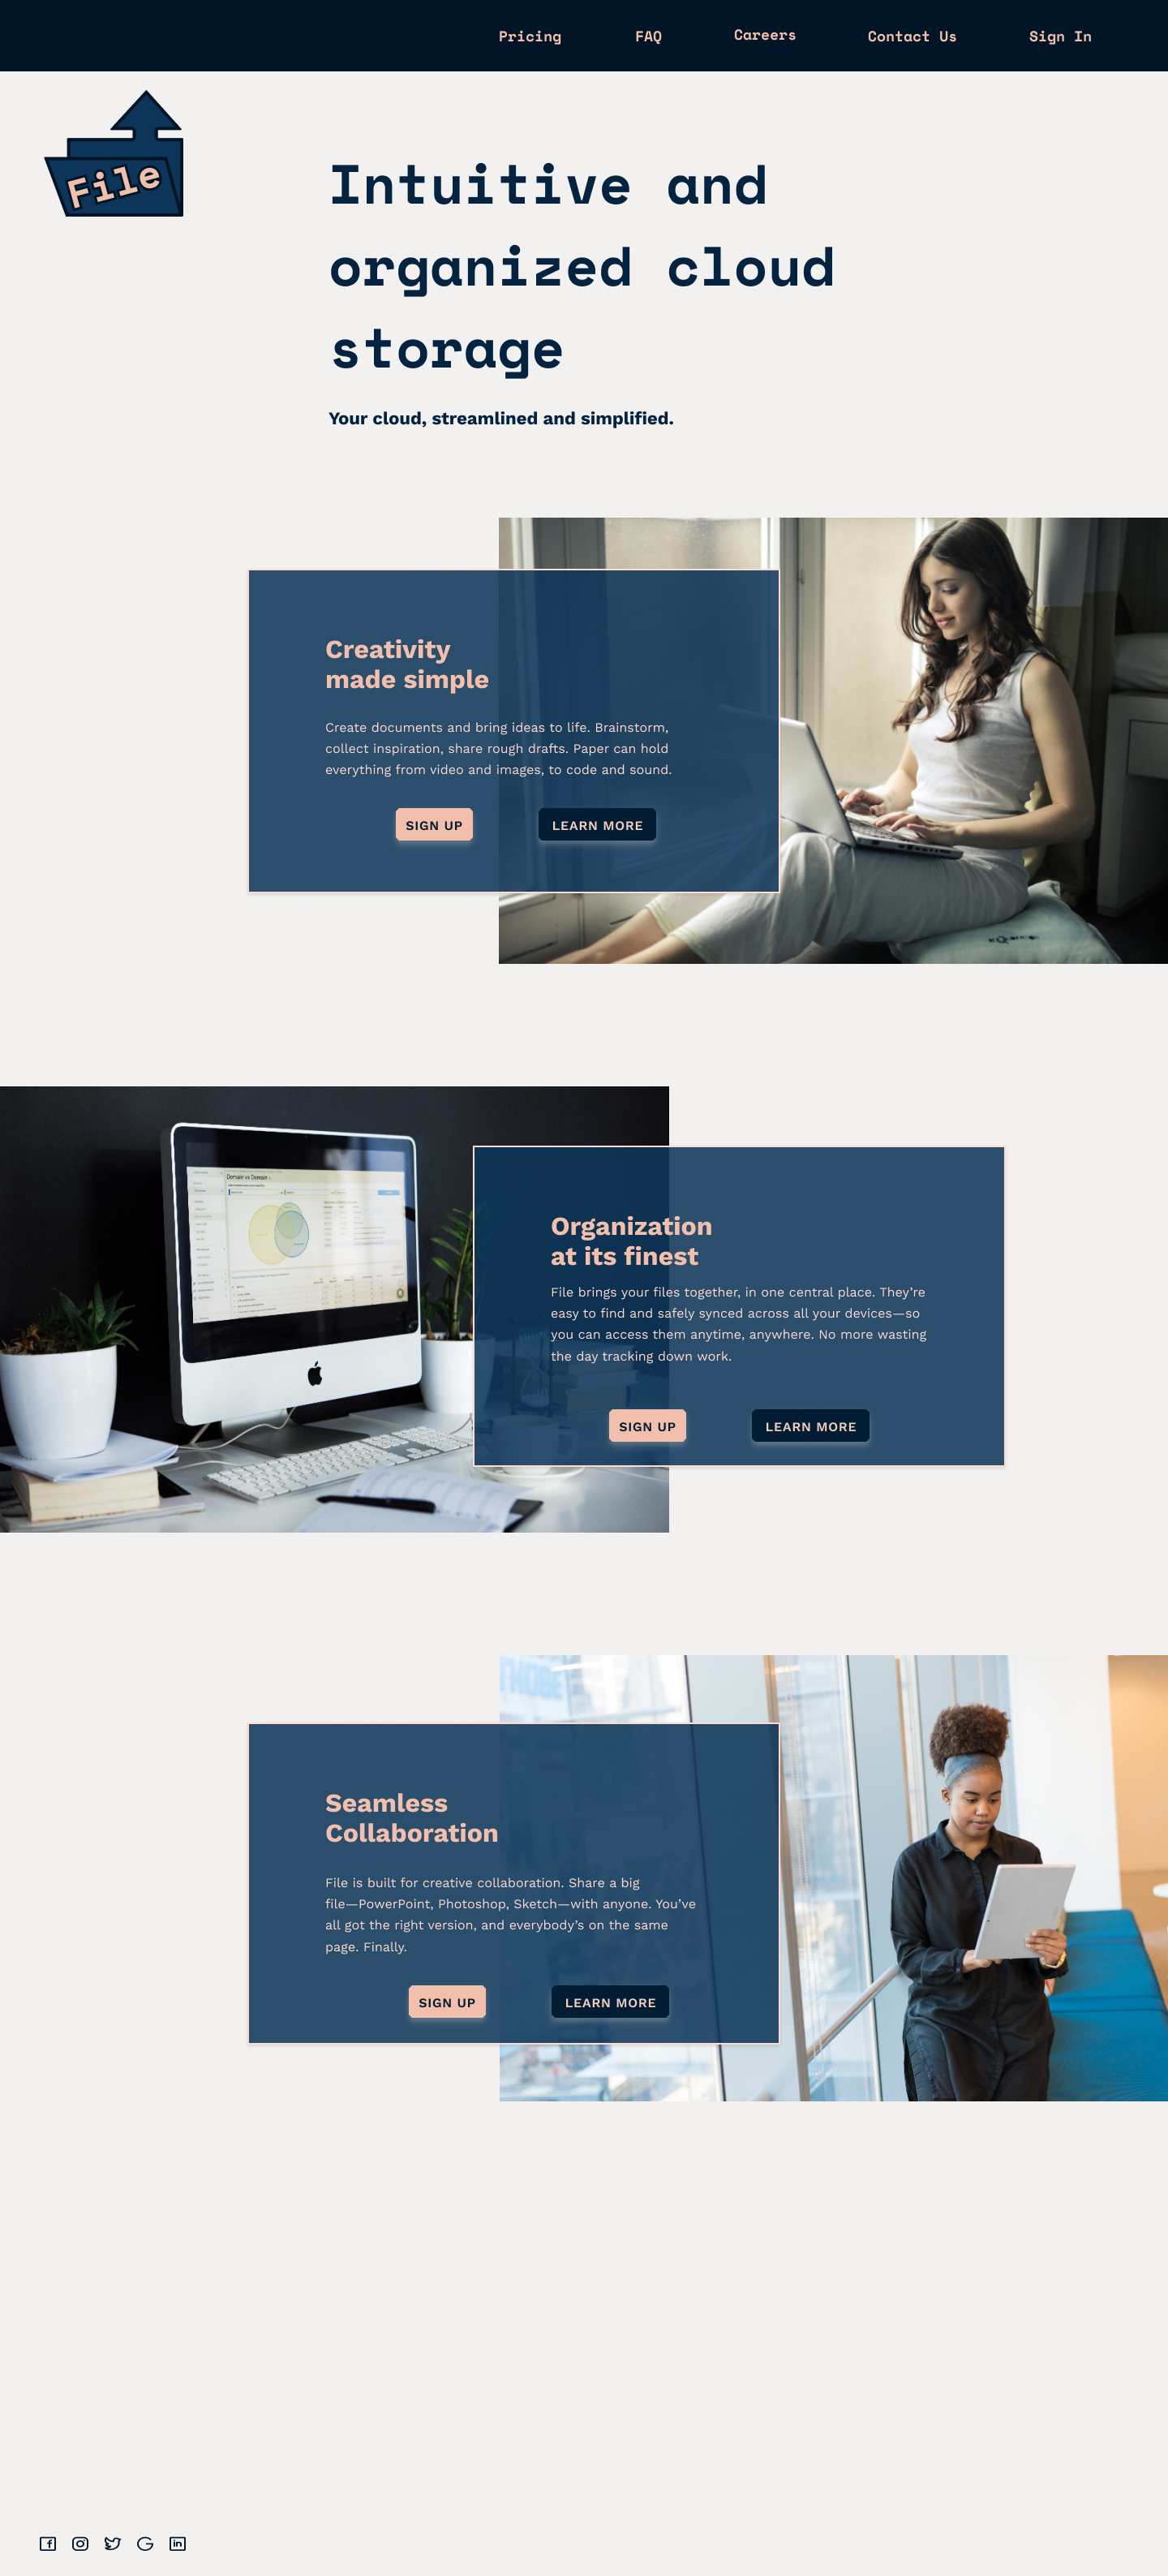 Pricing FAQ Careers Contact Us Sign In
File
Intuitive and
organized cloud
storage
Your cloud, streamlined and simplified.
Creativity
made simple
Create documents and bring ideas to life. Brainstorm,
collect inspiration, share rough drafts. Paper can hold
everything from video and images, to code and sound.
SIGN UP LEARN MORE
Domain vs Domain
Organization
at its finest
File brings your files together, in one central place. They’re
easy to find and safely synced across all your devices—so
you can access them anytime, anywhere. No more wasting
the day tracking down work.
SIGN UP LEARN MORE
Seamless
Collaboration
File is built for creative collaboration. Share a big
file—PowerPoint, Photoshop, Sketch—with anyone. You’ve
all got the right version, and everybody’s on the same
page. Finally.
SIGN UP LEARN MORE